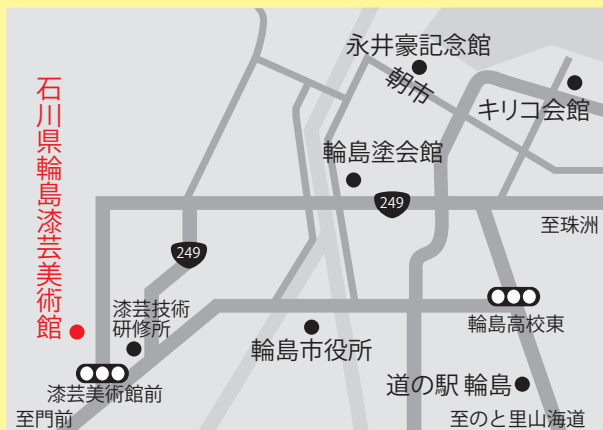 永井豪記念館
朝市
キリコ会館
石川県輪島漆芸美術館
輪島塗会館
249
至珠洲
249
漆芸技術
研修所
輪島高校東
輪島市役所
漆芸美術館前
道の駅 輪島
至門前
至のと里山海道